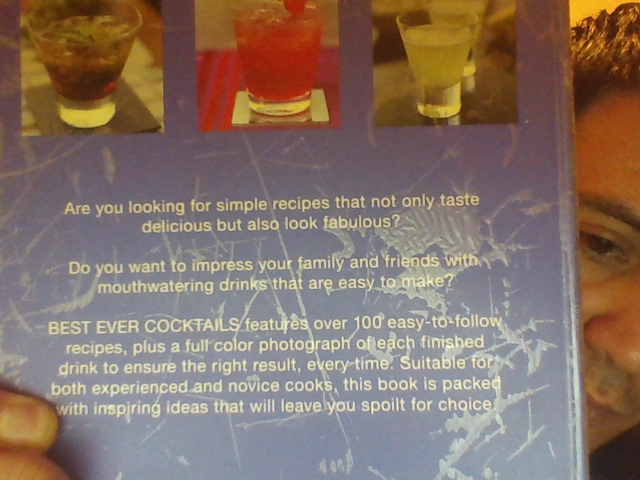 Are you looking for simple recipes that not only taste
delicious but also look fabulous?
Do you want to impress your family and friends with
mouthwatering drinks that are easy to make?
BEST EVER COCKTAILS features over 100 easy-to-follow
recipes, plus a full color photograph of each finished
drink to ensure the right result, every time. Suitable for
both experienced and novice cooks, this book is packed
with inspiring ideas that will leave you spoilt for choice.